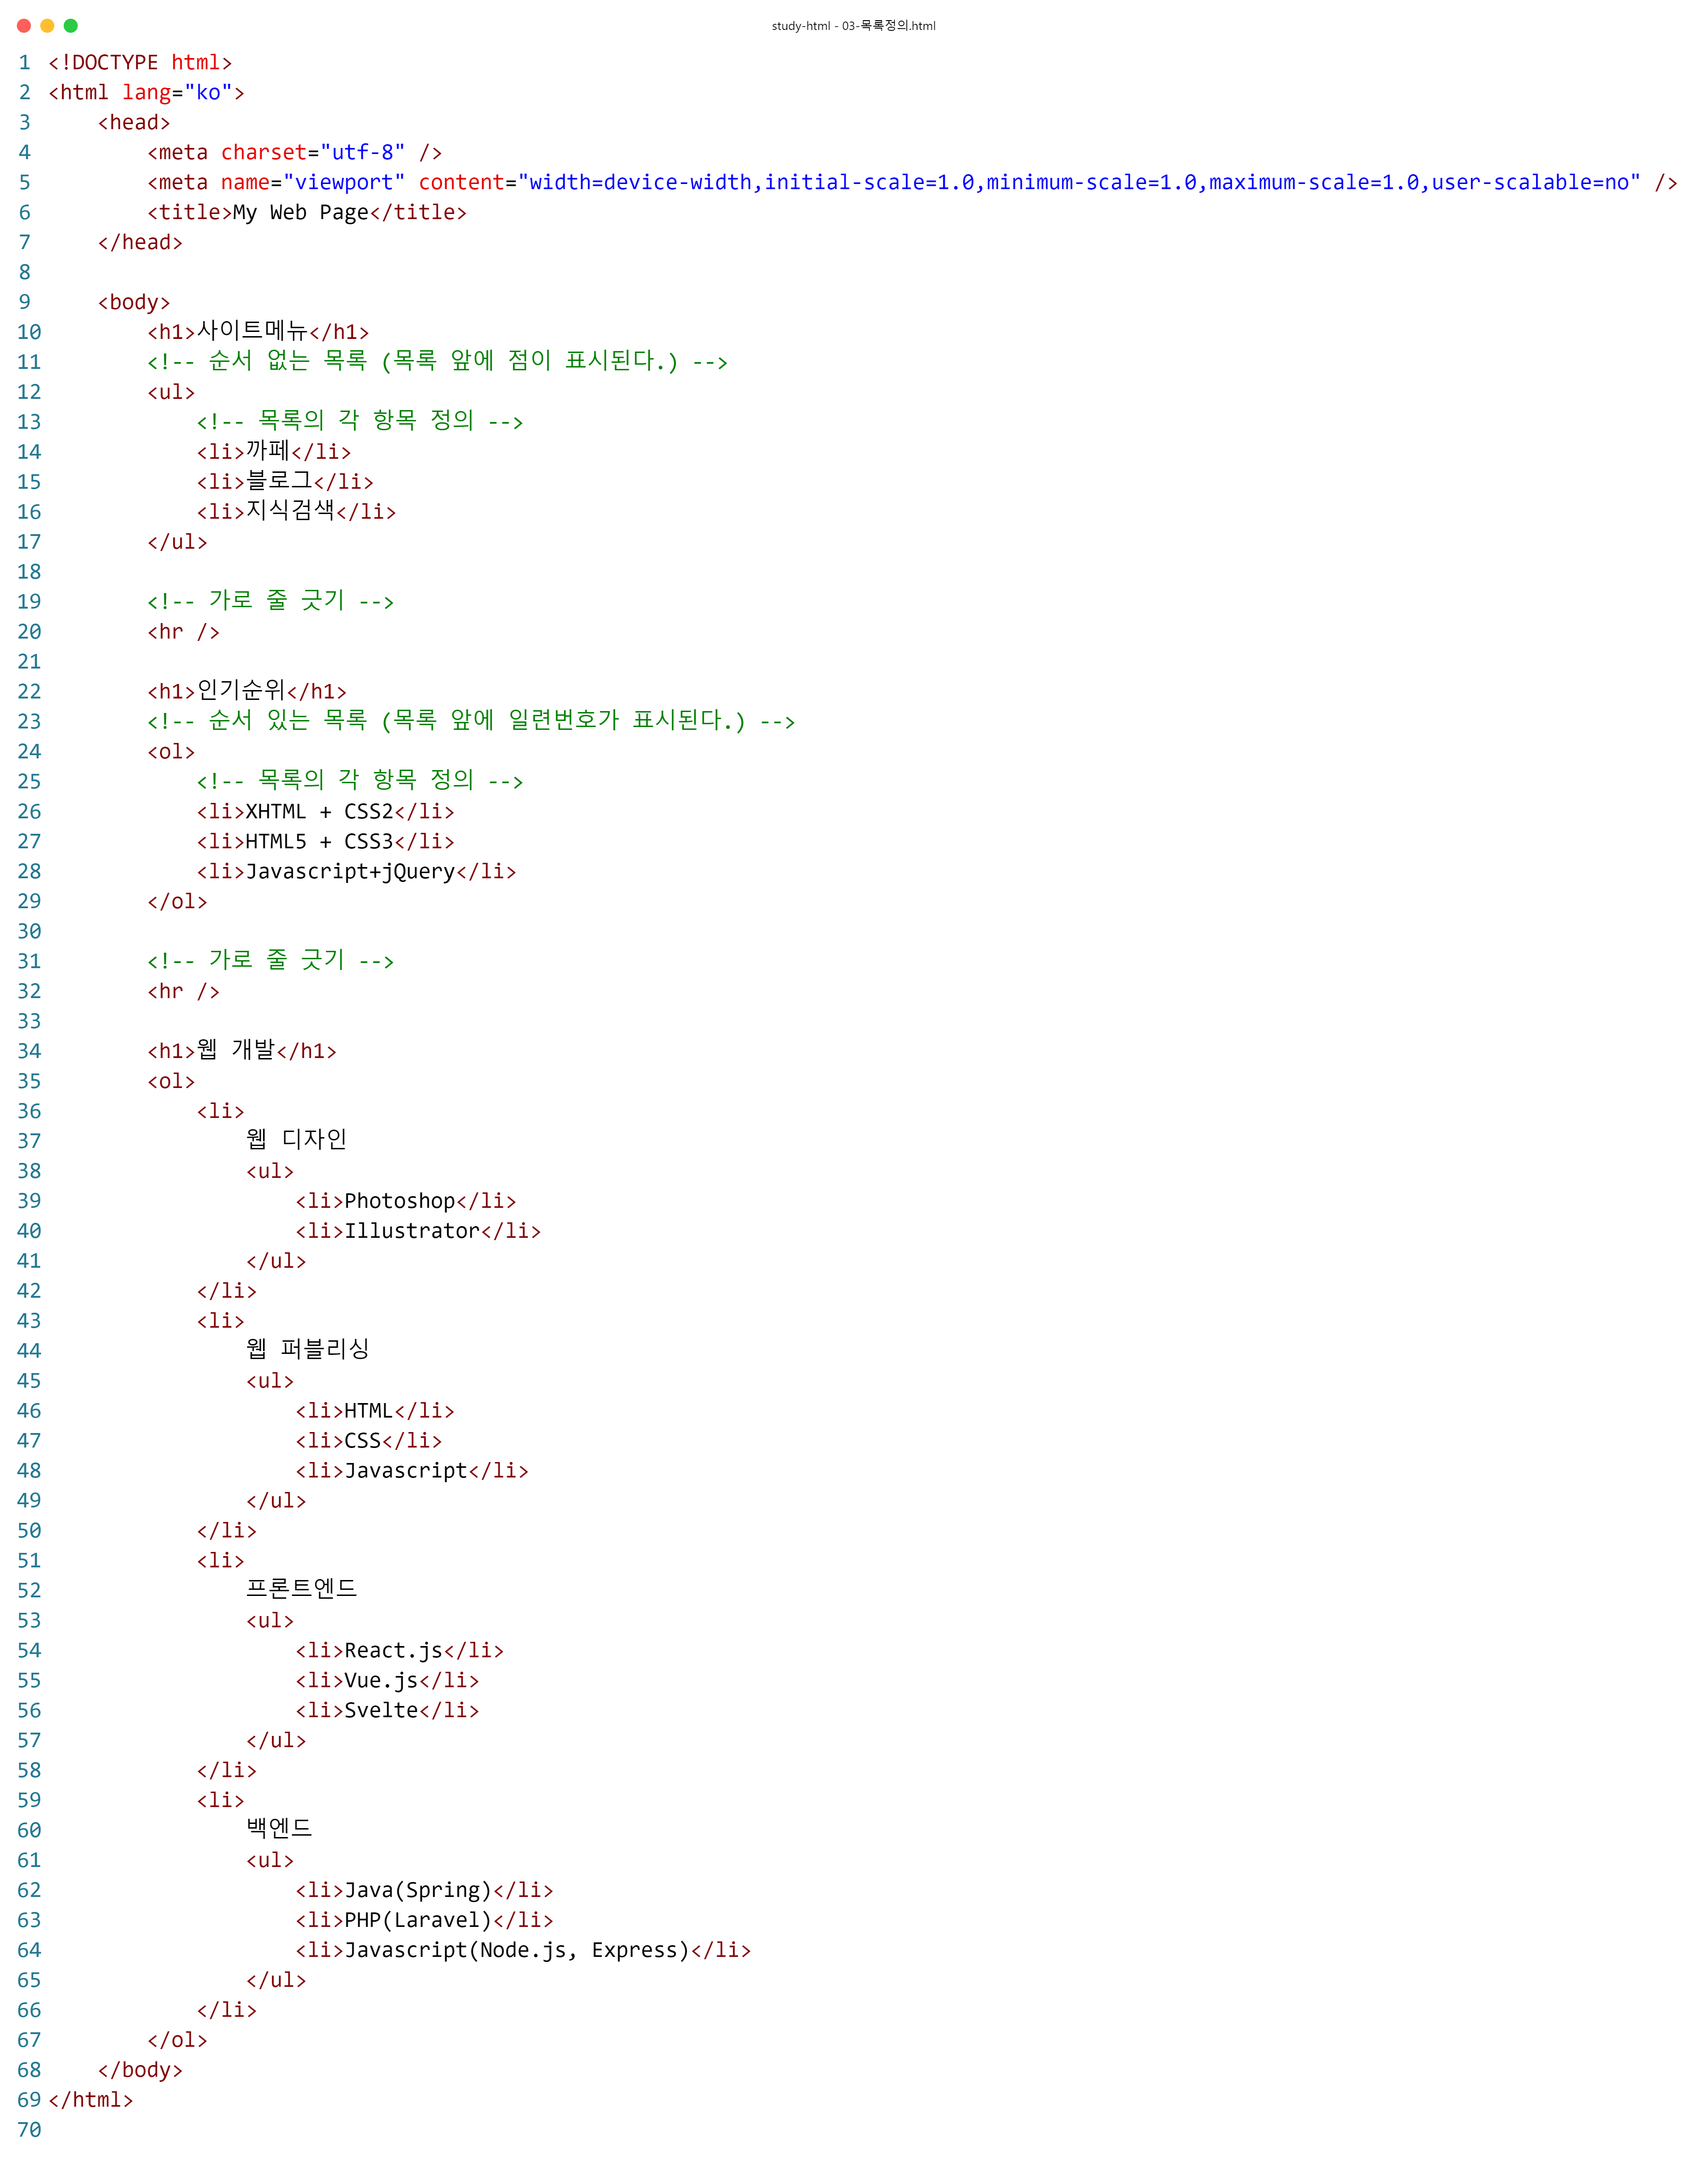 study-html - 03-목록정의.html
1 <!DOCTYPE html>
2 <html lang="ko">
3     <head>
4         <meta charset="utf-8" />
5         <meta name="viewport" content="width=device-width,initial-scale=1.0,minimum-scale=1.0,maximum-scale=1.0,user-scalable=no" />
6         <title>My Web Page</title>
7     </head>
8
9     <body>
10         <h1>사이트메뉴</h1>
11         <!-- 순서 없는 목록 (목록 앞에 점이 표시된다.) -->
12         <ul>
13             <!-- 목록의 각 항목 정의 -->
14             <li>까페</li>
15             <li>블로그</li>
16             <li>지식검색</li>
17         </ul>
18
19         <!-- 가로 줄 긋기 -->
20         <hr />
21
22         <h1>인기순위</h1>
23         <!-- 순서 있는 목록 (목록 앞에 일련번호가 표시된다.) -->
24         <ol>
25             <!-- 목록의 각 항목 정의 -->
26             <li>XHTML + CSS2</li>
27             <li>HTML5 + CSS3</li>
28             <li>Javascript+jQuery</li>
29         </ol>
30
31         <!-- 가로 줄 긋기 -->
32         <hr />
33
34         <h1>웹 개발</h1>
35         <ol>
36             <li>
37                 웹 디자인
38                 <ul>
39                     <li>Photoshop</li>
40                     <li>Illustrator</li>
41                 </ul>
42             </li>
43             <li>
44                 웹 퍼블리싱
45                 <ul>
46                     <li>HTML</li>
47                     <li>CSS</li>
48                     <li>Javascript</li>
49                 </ul>
50             </li>
51             <li>
52                 프론트엔드
53                 <ul>
54                     <li>React.js</li>
55                     <li>Vue.js</li>
56                     <li>Svelte</li>
57                 </ul>
58             </li>
59             <li>
60                 백엔드
61                 <ul>
62                     <li>Java(Spring)</li>
63                     <li>PHP(Laravel)</li>
64                     <li>Javascript(Node.js, Express)</li>
65                 </ul>
66             </li>
67         </ol>
68     </body>
69 </html>
70